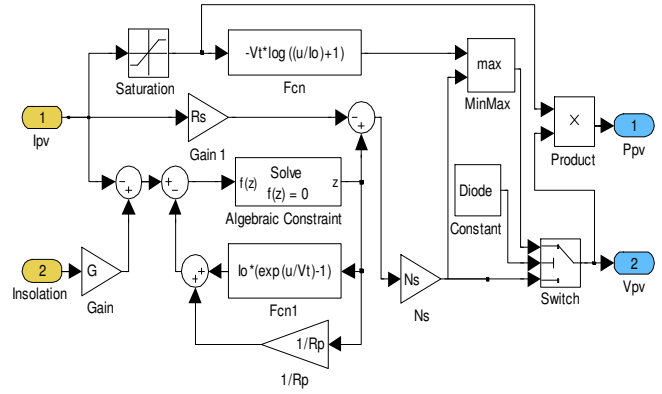 -Vt*log ((u/Io)+1)
max
Saturation
Fcn
MinMax
1
Rs
-
+
X
1
Ipv
Gain 1
Product
Ppv
-
+
+
-
f(z)
Solve
f(z) = 0
z
Diode
Algebraic Constraint
Constant
2
G
+
+
Io*(exp(u/Vt)-1)
Ns
2
Insolation
Gain
Fcn1
Ns
Switch
Vpv
1/Rp
1/Rp